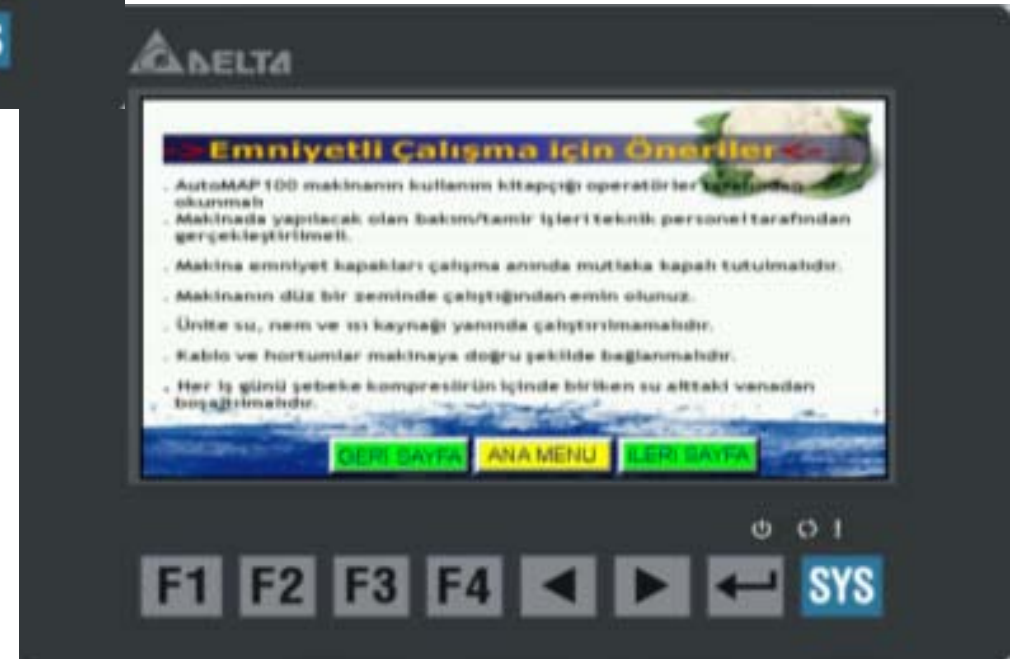 S
DELTA
->Emniyetli Çalışma için Öneriler<-
. AutoMAP100 makinanın kullanım kitapçığı operatörler tarafından
okunmalı
. Makinada yapılacak olan bakım/tamir işleri teknik personel tarafından
gerçekleştirilmeli.
. Makina emniyet kapakları çalışma anında mutlaka kapalı tutulmalıdır.
. Makinanın düz bir zeminde çalıştığından emin olunuz.
. Ünite su, nem ve ısı kaynağı yanında çalıştırılmamalıdır.
. Kablo ve hortumlar makinaya doğru şekilde bağlanmalıdır.
. Her iş günü şebeke kompresörün içinde biriken su alttaki vanadan
boşaltılmalıdır.
GERİ SAYFA ANA MENU İLERİ SAYFA
F1 F2 F3 F4 SYS